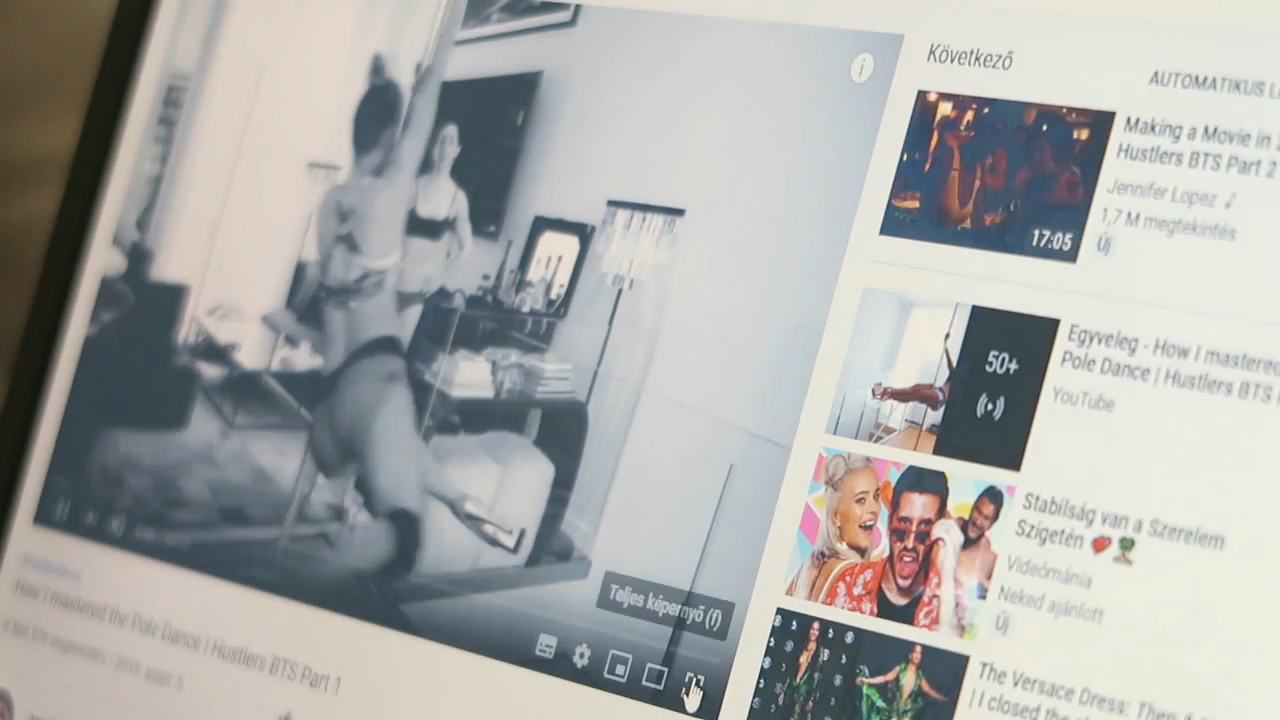 Következő
AUTOMATIKUS
Making a Movie in
Hustlers BTS Part 2
Jennifer Lopez
1,7 M megtekintés
Új
17:05
50+
Egyveleg - How I mastered
Pole Dance | Hustlers BTS
YouTube
Stabilság van a Szerelem
Szigetén
Videómánia
Neked ajánlott
Új
The Versace Dress: Then
| I closed the
Teljes képernyő (f)
How I mastered the Pole Dance | Hustlers BTS Part 1